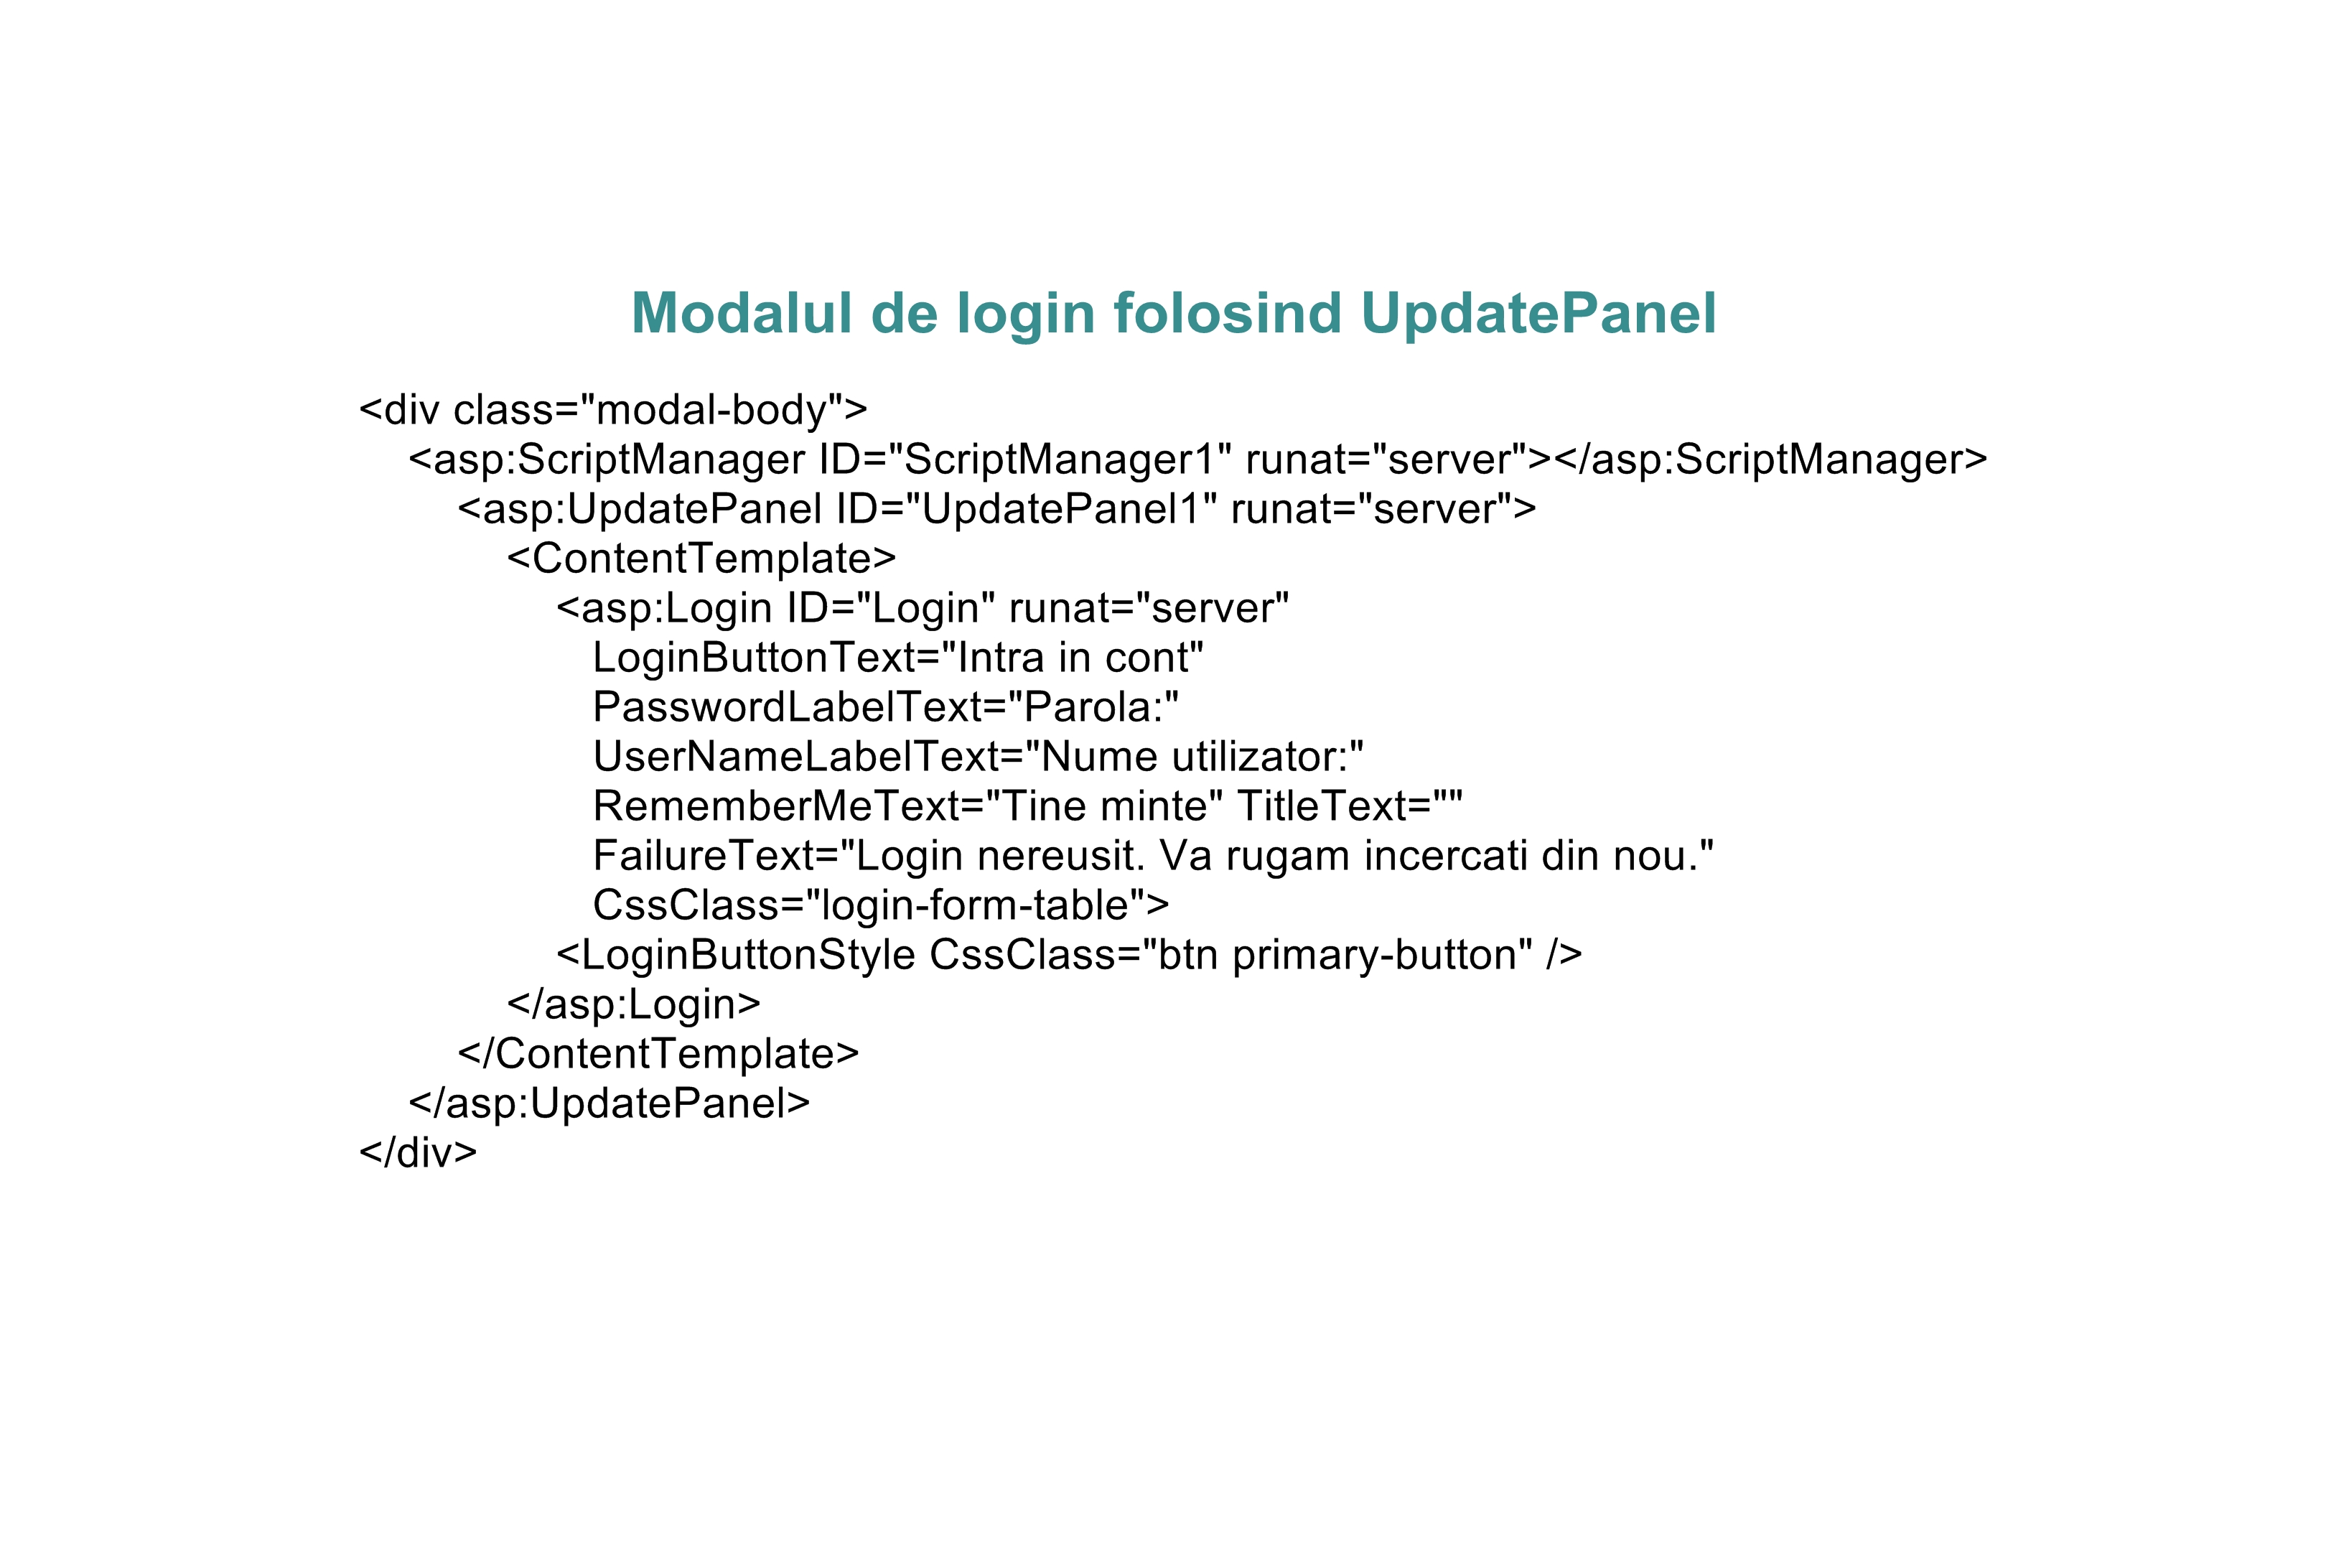 Modalul de login folosind UpdatePanel
<div class="modal-body">
<asp:ScriptManager ID="ScriptManager1" runat="server"></asp:ScriptManager>
<asp:UpdatePanel ID="UpdatePanel1" runat="server">
<ContentTemplate>
<asp:Login ID="Login" runat="server"
LoginButtonText="Intra in cont"
PasswordLabelText="Parola:"
UserNameLabelText="Nume utilizator:"
RememberMeText="Tine minte" TitleText=""
FailureText="Login nereusit. Va rugam incercati din nou."
CssClass="login-form-table">
<LoginButtonStyle CssClass="btn primary-button" />
</asp:Login>
</ContentTemplate>
</asp:UpdatePanel>
</div>